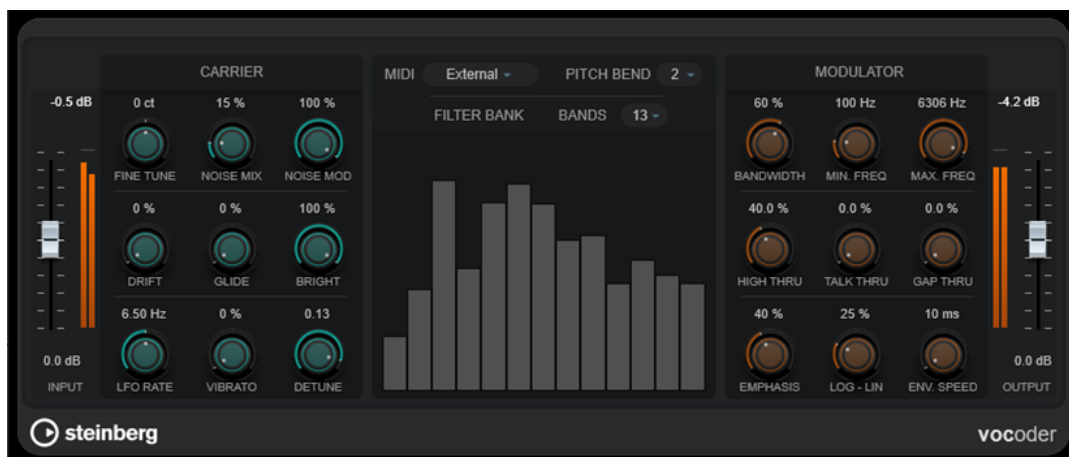 CARRIER
MIDI External PITCH BEND 2
MODULATOR
-0.5 dB
0 ct 15 % 100 %
FINE TUNE NOISE MIX NOISE MOD
0 % 0 % 100 %
DRIFT GLIDE BRIGHT
6.50 Hz 0 % 0.13
LFO RATE VIBRATO DETUNE
0.0 dB
INPUT
FILTER BANK BANDS 13
60 % 100 Hz 6306 Hz
BANDWIDTH MIN. FREQ MAX. FREQ
40.0 % 0.0 % 0.0 %
HIGH THRU TALK THRU GAP THRU
40 % 25 % 10 ms
EMPHASIS LOG - LIN ENV. SPEED
-4.2 dB
0.0 dB
OUTPUT
steinberg
vocoder